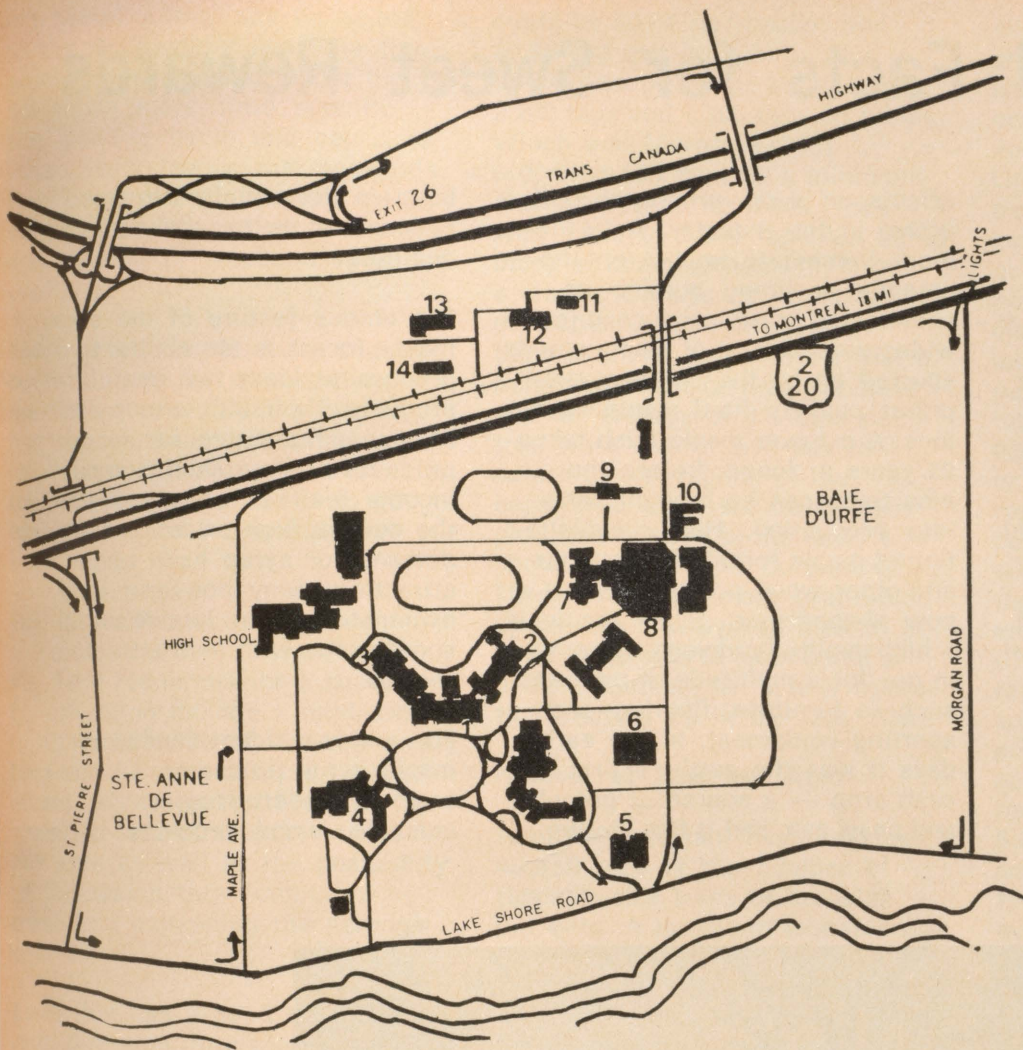 HIGHWAY
TRANS CANADA
EXIT 26
LIGHTS
13
11
12
14
TO MONTREAL 18 MI
2
20
9
10
BAIE
D'URFE
7
8
HIGH SCHOOL
3
2
1
6
MORGAN ROAD
ST PIERRE STREET
STE. ANNE
DE
BELLEVUE
MAPLE AVE.
4
5
LAKE SHORE ROAD